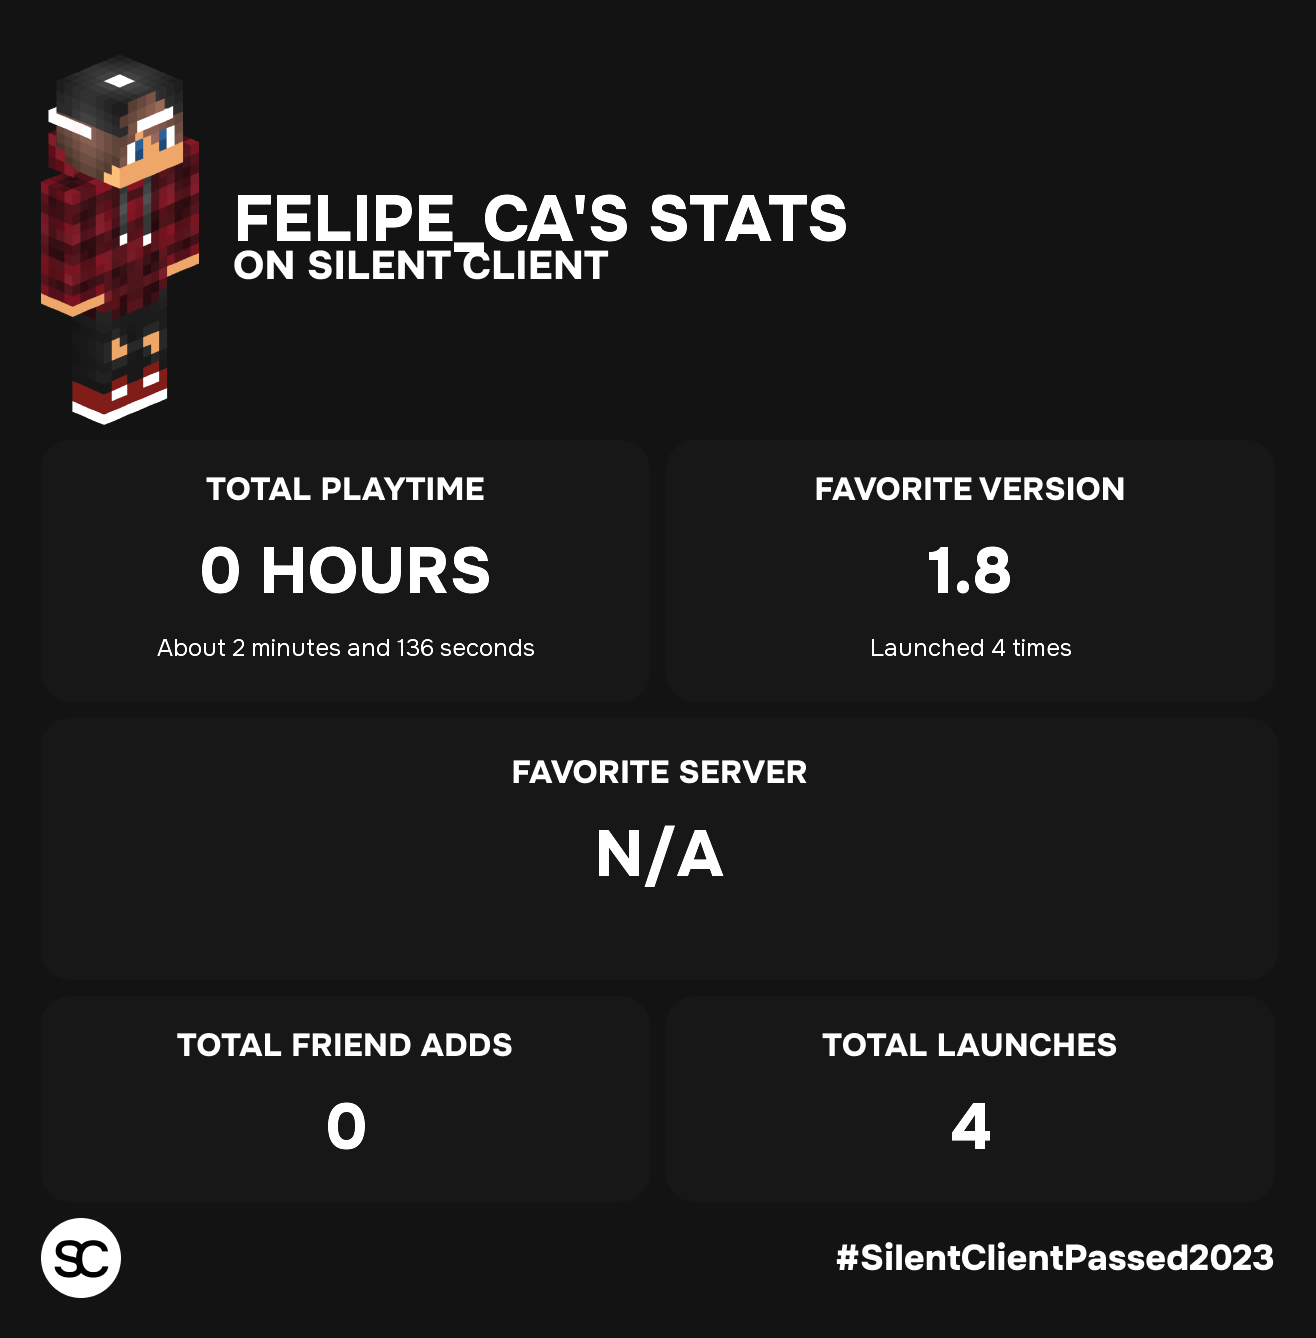 FELIPE_CA'S STATS
ON SILENT CLIENT
TOTAL PLAYTIME
0 HOURS
About 2 minutes and 136 seconds
FAVORITE VERSION
1.8
Launched 4 times
FAVORITE SERVER
N/A
TOTAL FRIEND ADDS
0
TOTAL LAUNCHES
4
SC
#SilentClientPassed2023